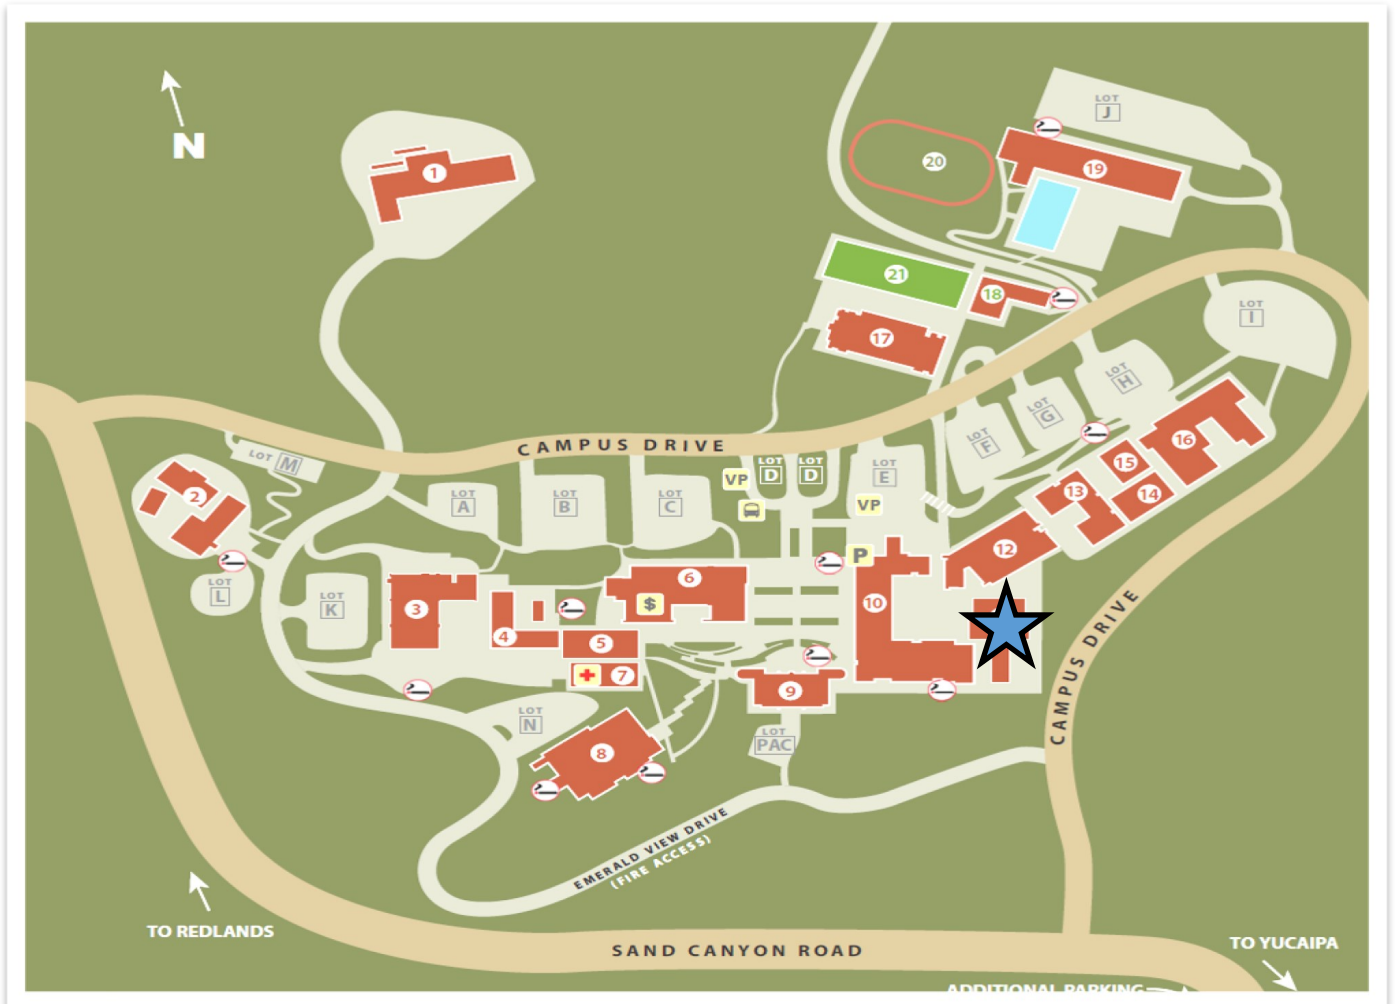 N
1
LOT
J
19
20
21
18
17
LOT
I
LOT
H
LOT
G
LOT
F
16
15
14
13
12
CAMPUS DRIVE
LOT M
2
LOT
A
LOT
B
LOT
C
VP
LOT
D
LOT
D
LOT
E
VP
P
LOT
L
LOT
K
3
4
5
6
$
7
10
9
LOT
N
8
LOT
PAC
CAMPUS DRIVE
EMERALD VIEW DRIVE
(FIRE ACCESS)
TO REDLANDS
SAND CANYON ROAD
TO YUCAIPA
ADDITIONAL PARKING